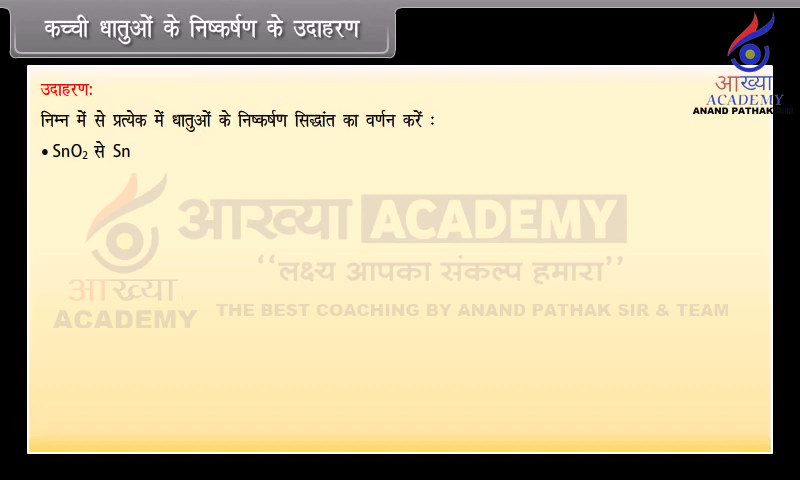 कच्ची धातुओं के निष्कर्षण के उदाहरण
आख्या
ACADEMY
ANAND PATHAK
उदाहरण:
निम्न में से प्रत्येक में धातुओं के निष्कर्षण सिद्धांत का वर्णन करें :
• SnO₂ से Sn
आख्या ACADEMY
‘‘लक्ष्य आपका संकल्प हमारा’’
आख्या
ACADEMY
THE BEST COACHING BY ANAND PATHAK SIR & TEAM